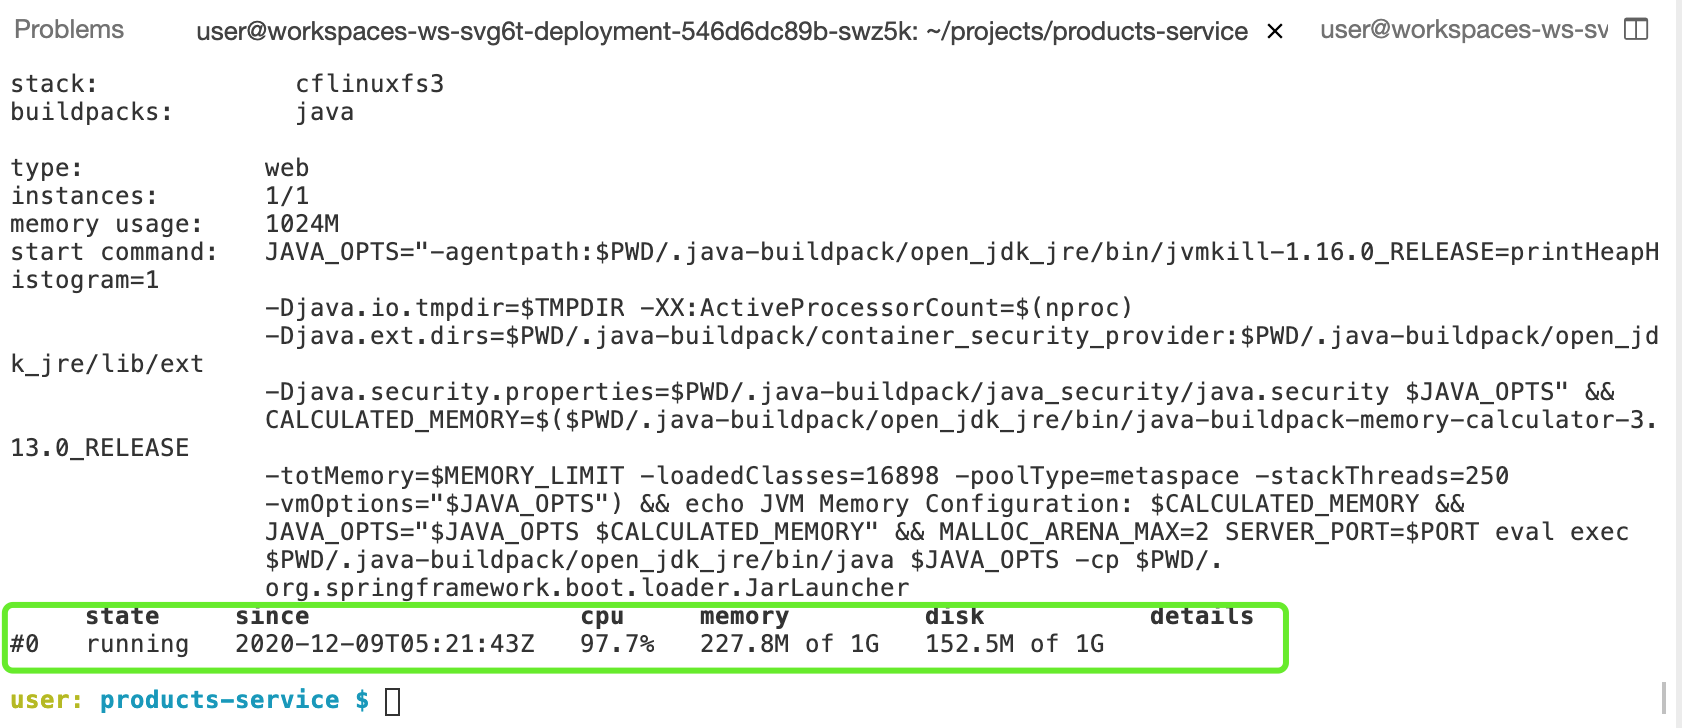 Problems user@workspaces-ws-svg6t-deployment-546d6dc89b-swz5k: ~/projects/products-service × user@workspaces-ws-sv
stack: cflinuxfs3
buildpacks: java
type: web
instances: 1/1
memory usage: 1024M
start command: JAVA_OPTS="-agentpath:$PWD/.java-buildpack/open_jdk_jre/bin/jvmkill-1.16.0_RELEASE=printHeapH
istogram=1
-Djava.io.tmpdir=$TMPDIR -XX:ActiveProcessorCount=$(nproc)
-Djava.ext.dirs=$PWD/.java-buildpack/container_security_provider:$PWD/.java-buildpack/open_jd
k_jre/lib/ext
-Djava.security.properties=$PWD/.java-buildpack/java_security/java.security $JAVA_OPTS" &&
CALCULATED_MEMORY=$($PWD/.java-buildpack/open_jdk_jre/bin/java-buildpack-memory-calculator-3.
13.0_RELEASE
-totMemory=$MEMORY_LIMIT -loadedClasses=16898 -poolType=metaspace -stackThreads=250
-vmOptions="$JAVA_OPTS") && echo JVM Memory Configuration: $CALCULATED_MEMORY &&
JAVA_OPTS="$JAVA_OPTS $CALCULATED_MEMORY" && MALLOC_ARENA_MAX=2 SERVER_PORT=$PORT eval exec
$PWD/.java-buildpack/open_jdk_jre/bin/java $JAVA_OPTS -cp $PWD/.
org.springframework.boot.loader.JarLauncher
state since cpu memory disk details
#0 running 2020-12-09T05:21:43Z 97.7% 227.8M of 1G 152.5M of 1G
user: products-service $